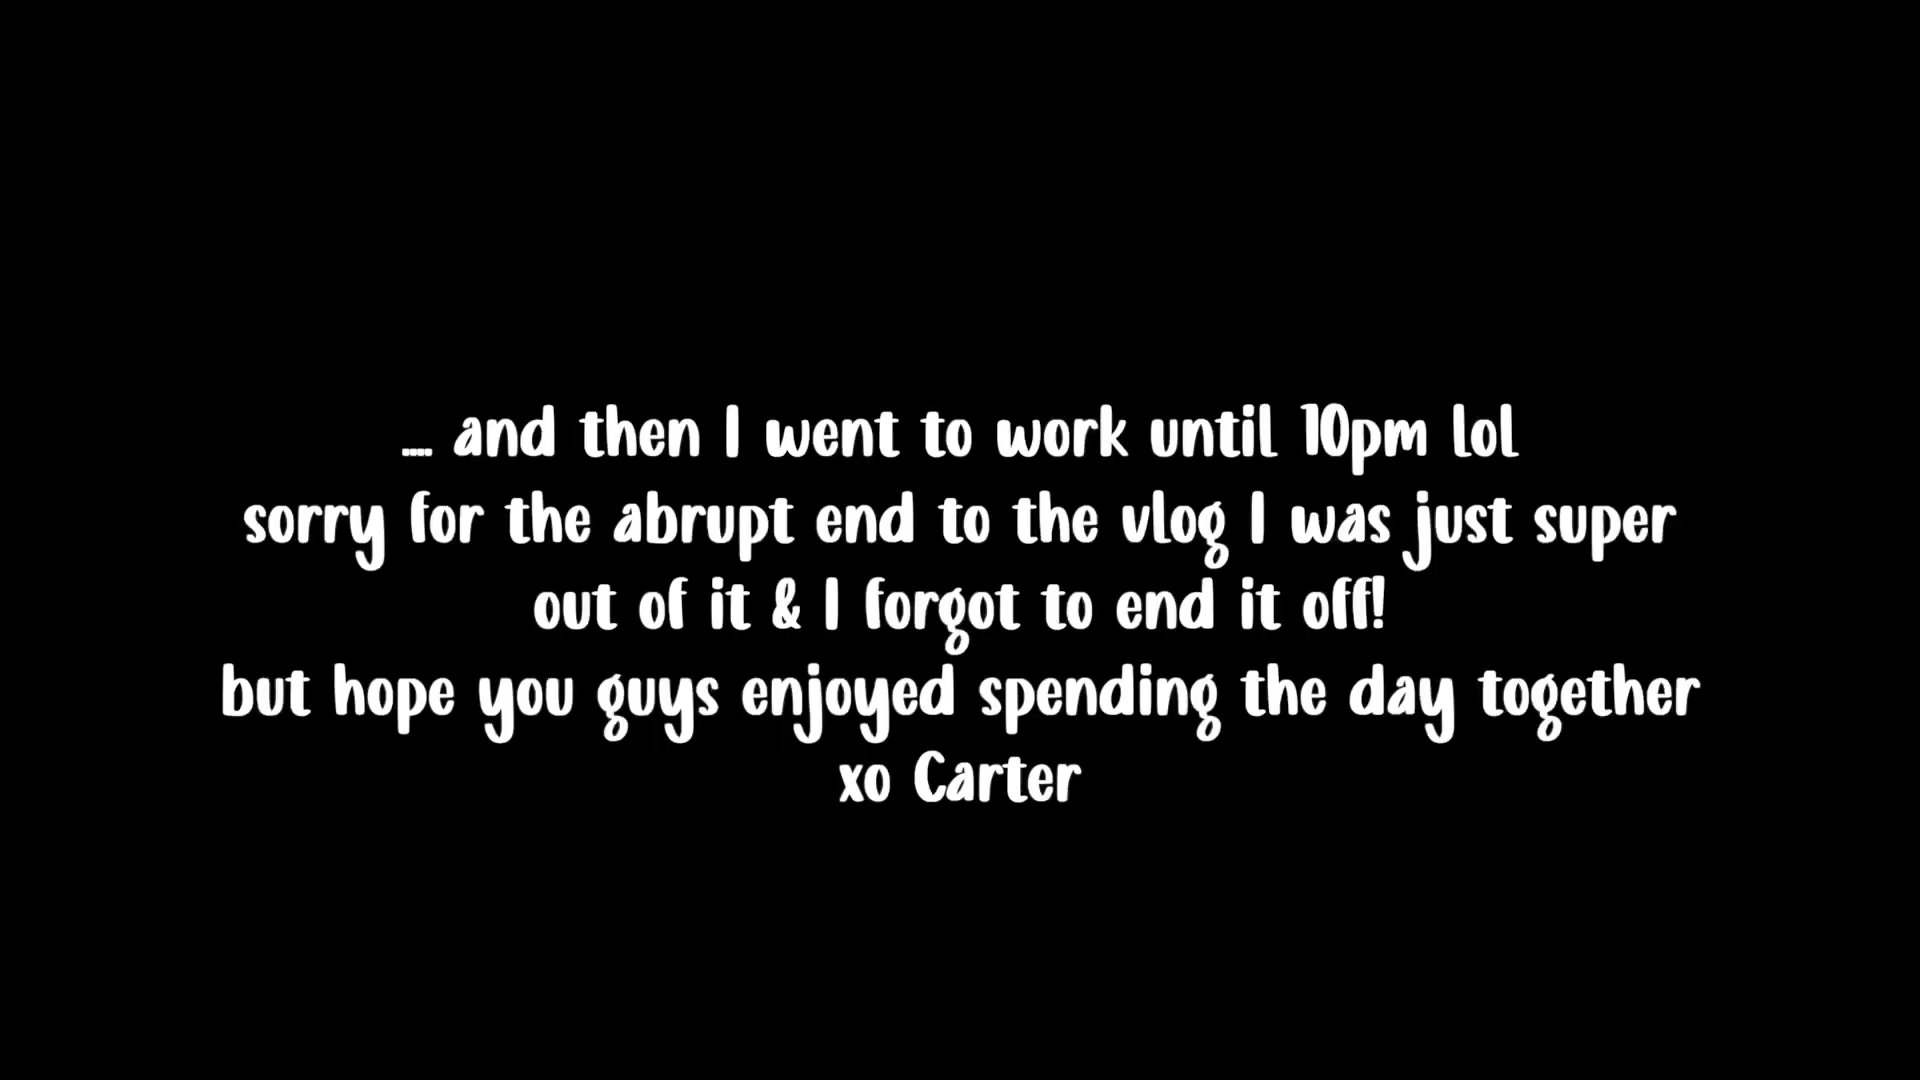 .... and then I went to work until 10pm lol
sorry for the abrupt end to the vlog I was just super
out of it & I forgot to end it off!
but hope you guys enjoyed spending the day together
xo Carter